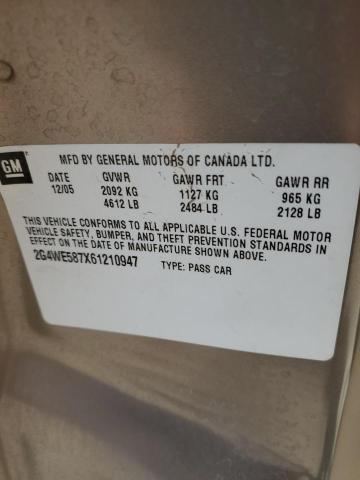 GM
MFD BY GENERAL MOTORS OF CANADA LTD.
DATE GVWR GAWR FRT GAWR RR
12/05 2092 KG 1127 KG 965 KG
4612 LB 2484 LB 2128 LB
THIS VEHICLE CONFORMS TO ALL APPLICABLE U.S. FEDERAL MOTOR
VEHICLE SAFETY, BUMPER, AND THEFT PREVENTION STANDARDS IN
EFFECT ON THE DATE OF MANUFACTURE SHOWN ABOVE.
2G4WE587X61210947 TYPE: PASS CAR